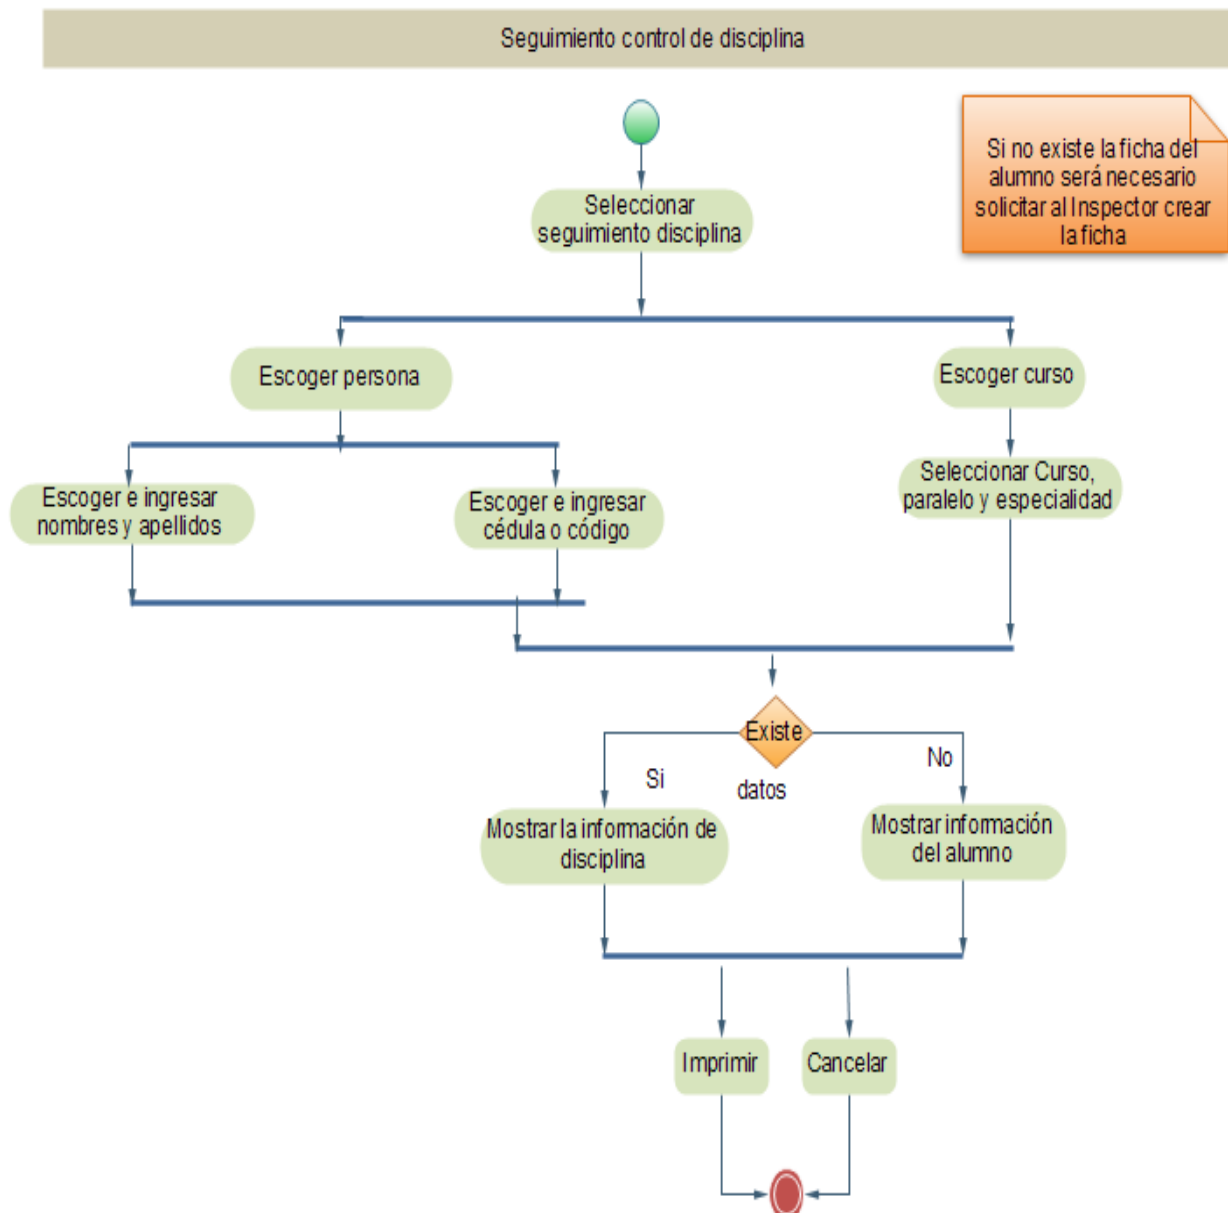 Seguimiento control de disciplina
Si no existe la ficha del
alumno será necesario
solicitar al Inspector crear
la ficha
Seleccionar
seguimiento disciplina
Escoger persona
Escoger curso
Escoger e ingresar
nombres y apellidos
Escoger e ingresar
cédula o código
Seleccionar Curso,
paralelo y especialidad
Existe
datos
Si
No
Mostrar la información de
disciplina
Mostrar información
del alumno
Imprimir
Cancelar